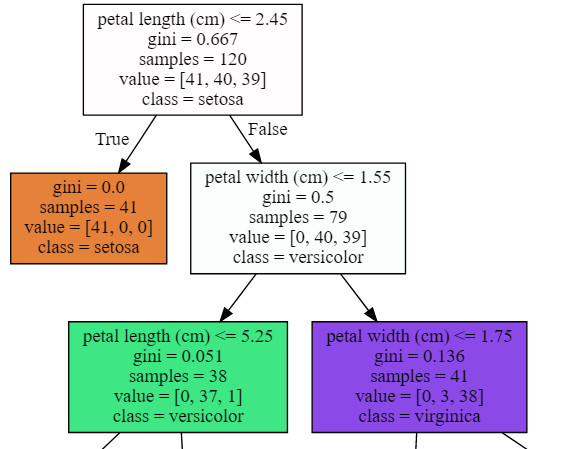 petal length (cm) <= 2.45
gini = 0.667
samples = 120
value = [41, 40, 39]
class = setosa
True
False
gini = 0.0
samples = 41
value = [41, 0, 0]
class = setosa
petal width (cm) <= 1.55
gini = 0.5
samples = 79
value = [0, 40, 39]
class = versicolor
petal length (cm) <= 5.25
gini = 0.051
samples = 38
value = [0, 37, 1]
class = versicolor
petal width (cm) <= 1.75
gini = 0.136
samples = 41
value = [0, 3, 38]
class = virginica